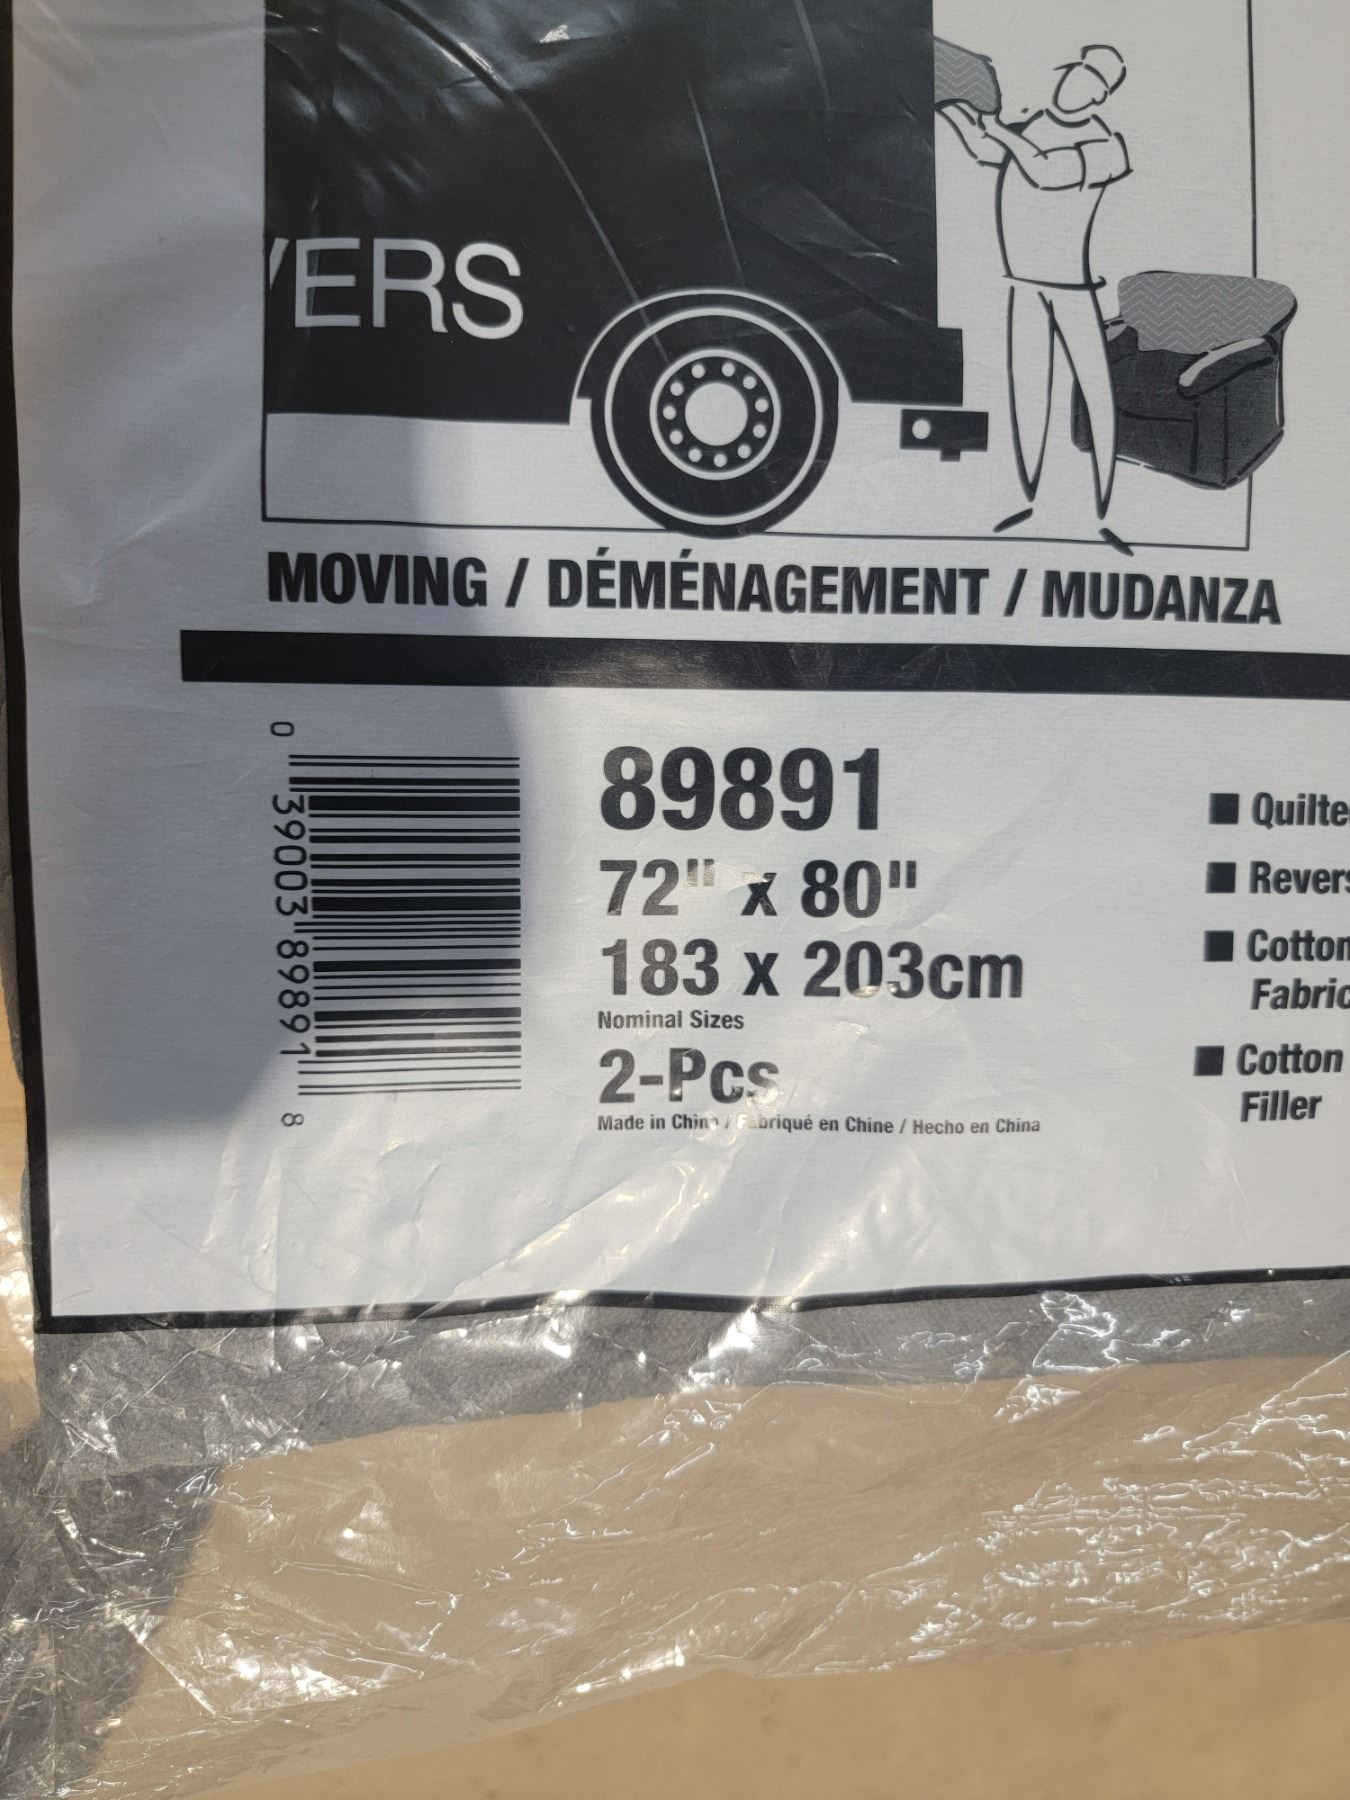 VERS
MOVING / DÉMÉNAGEMENT / MUDANZA
0 39003 89891 8
89891
72" x 80"
183 x 203cm
Nominal Sizes
2-Pcs
Made in China / Fabriqué en Chine / Hecho en China
Quilte
Revers
Cotton
Fabric
Cotton
Filler